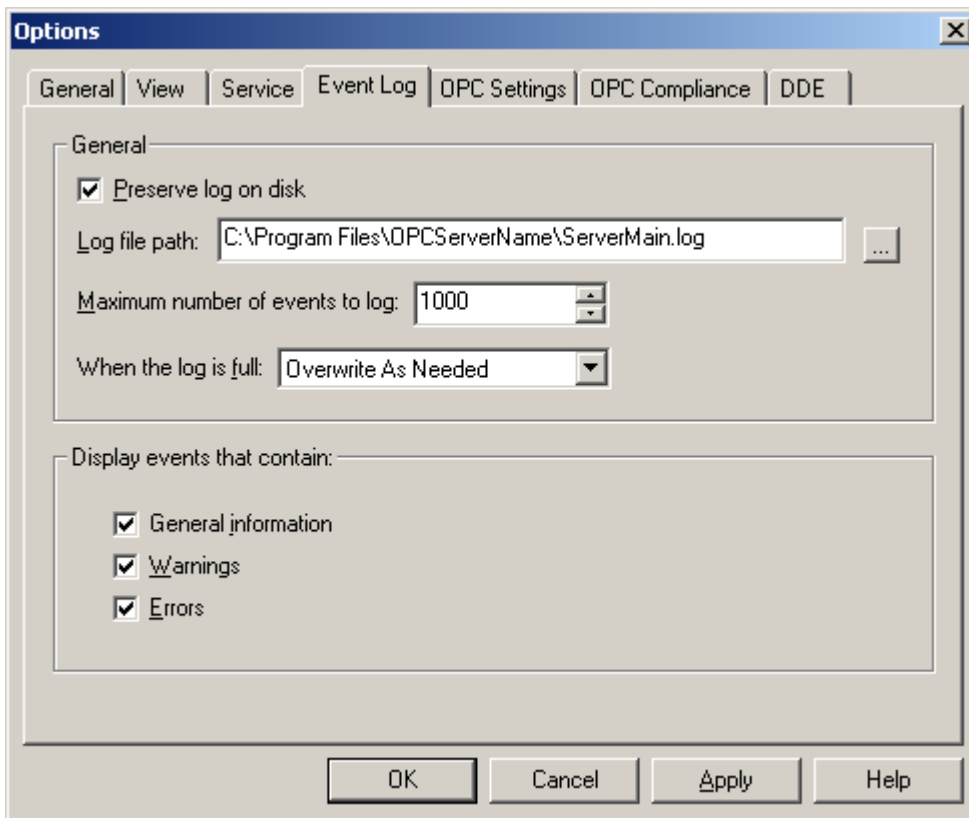 Options
General View Service Event Log OPC Settings OPC Compliance DDE
General
Preserve log on disk
Log file path: C:\Program Files\OPCServerName\ServerMain.log ...
Maximum number of events to log: 1000
When the log is full: Overwrite As Needed
Display events that contain:
General information
Warnings
Errors
OK Cancel Apply Help